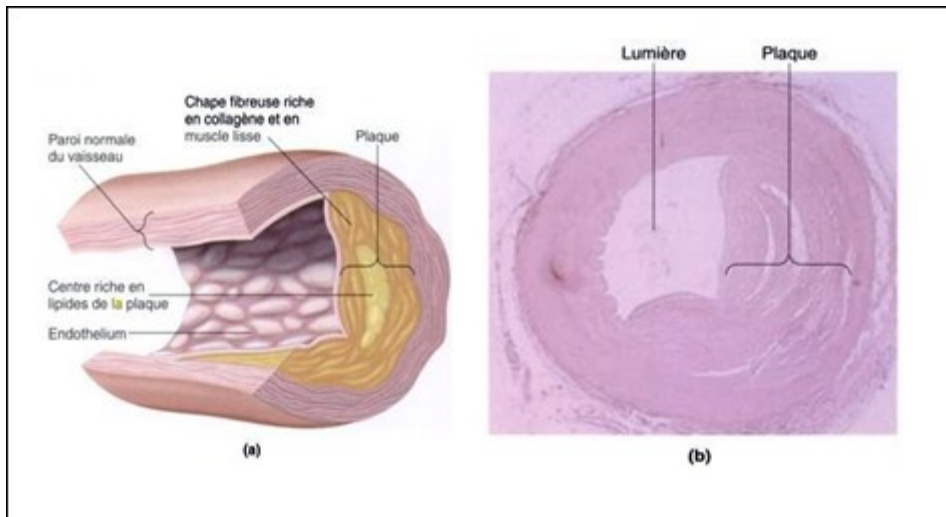 Lumière
Plaque
Chape fibreuse riche
en collagène et en
muscle lisse
Plaque
Paroi normale
du vaisseau
Centre riche en
lipides de la plaque
Endothelium
(a)
(b)